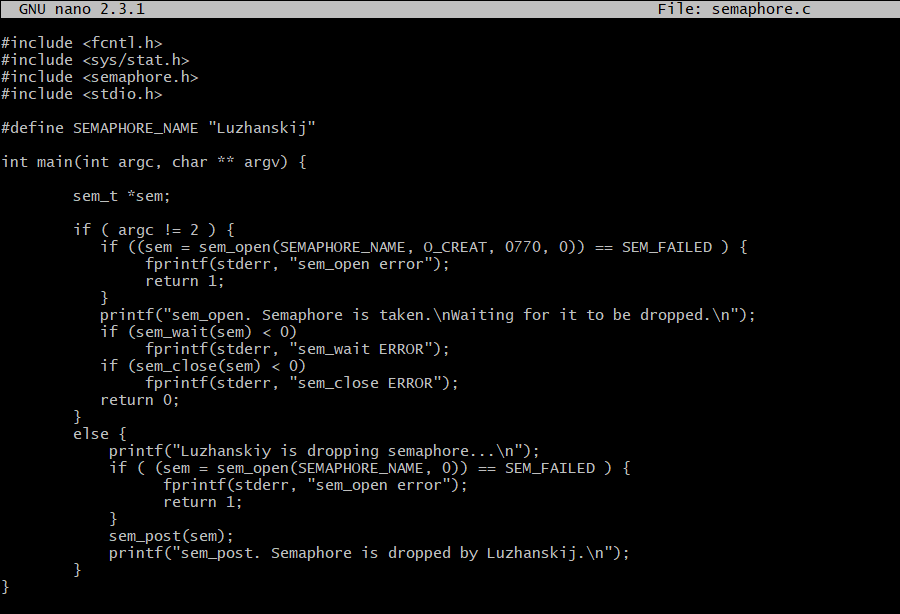 GNU nano 2.3.1 File: semaphore.c
#include <fcntl.h>
#include <sys/stat.h>
#include <semaphore.h>
#include <stdio.h>
#define SEMAPHORE_NAME "Luzhanskij"
int main(int argc, char ** argv) {
sem_t *sem;
if ( argc != 2 ) {
if ((sem = sem_open(SEMAPHORE_NAME, O_CREAT, 0770, 0)) == SEM_FAILED ) {
fprintf(stderr, "sem_open error");
return 1;
}
printf("sem_open. Semaphore is taken.\nWaiting for it to be dropped.\n");
if (sem_wait(sem) < 0)
fprintf(stderr, "sem_wait ERROR");
if (sem_close(sem) < 0)
fprintf(stderr, "sem_close ERROR");
return 0;
}
else {
printf("Luzhanskiy is dropping semaphore...\n");
if ( (sem = sem_open(SEMAPHORE_NAME, 0)) == SEM_FAILED ) {
fprintf(stderr, "sem_open error");
return 1;
}
sem_post(sem);
printf("sem_post. Semaphore is dropped by Luzhanskij.\n");
}
}